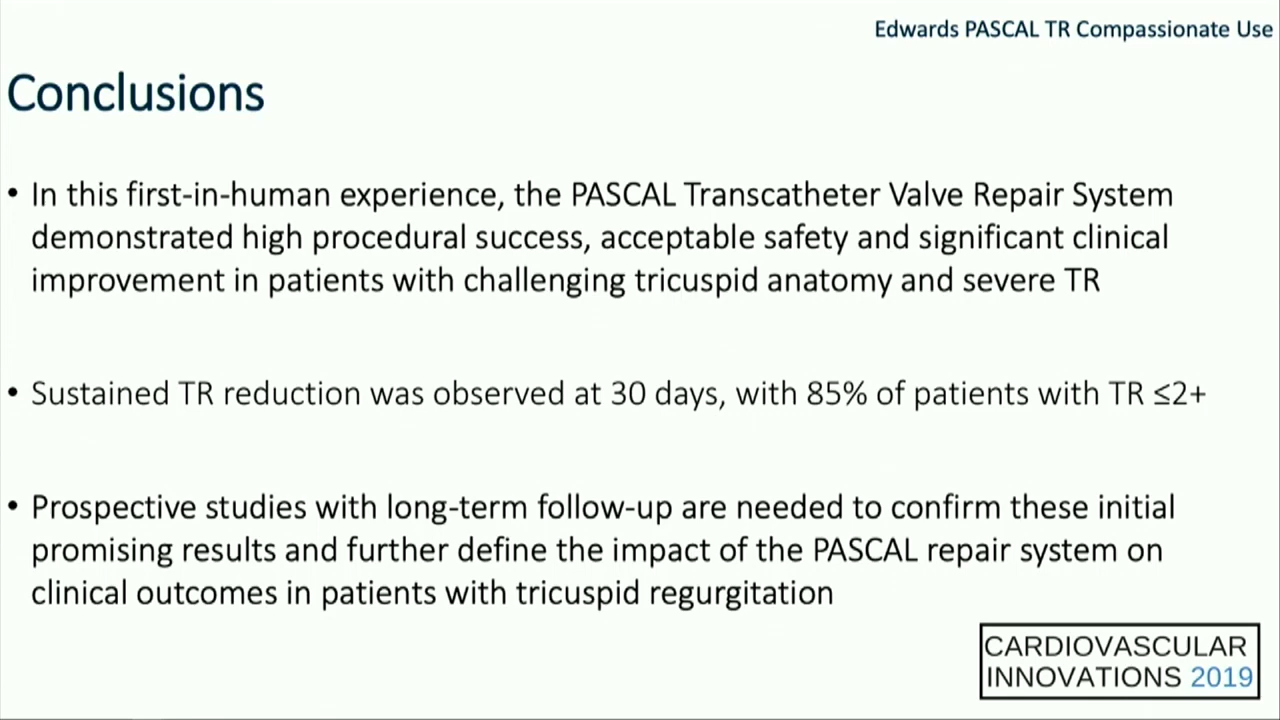 Edwards PASCAL TR Compassionate Use
Conclusions
• In this first-in-human experience, the PASCAL Transcatheter Valve Repair System
demonstrated high procedural success, acceptable safety and significant clinical
improvement in patients with challenging tricuspid anatomy and severe TR
• Sustained TR reduction was observed at 30 days, with 85% of patients with TR ≤2+
• Prospective studies with long-term follow-up are needed to confirm these initial
promising results and further define the impact of the PASCAL repair system on
clinical outcomes in patients with tricuspid regurgitation
CARDIOVASCULAR
INNOVATIONS 2019